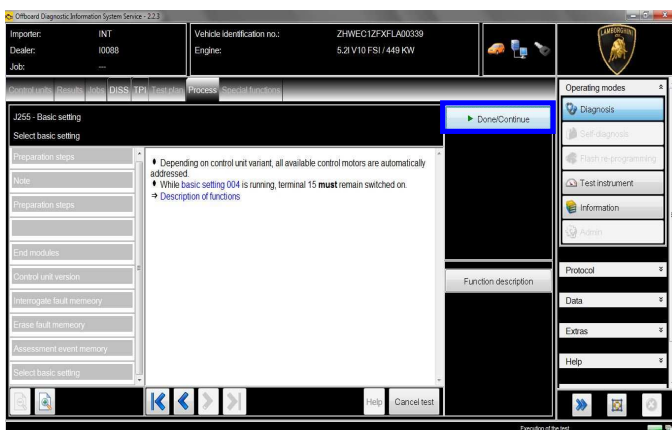 Offboard Diagnostic Information System Service - 2.2.3
Importer: INT
Dealer: I0088
Job: ---
Vehicle identification no.: ZHWEC1ZFXFLA00339
Engine: 5.2l V10 FSI / 449 KW
LAMBORGHINI
Control units Results Jobs DISS TPI Test plan Process Special functions
J255 - Basic setting
Select basic setting
Preparation steps
Note
Preparation steps
End modules
Control unit version
Interrogate fault memeory
Erase fault memeory
Assessment event memory
Select basic setting
Depending on control unit variant, all available control motors are automatically
addressed.
While basic setting 004 is running, terminal 15 must remain switched on.
⇒ Description of functions
Done/Continue
Function description
Help
Cancel test
Operating modes
Diagnosis
Self-diagnosis
Flash re-programming
Test instrument
Information
Admin
Protocol
Data
Extras
Help
Execution of the test